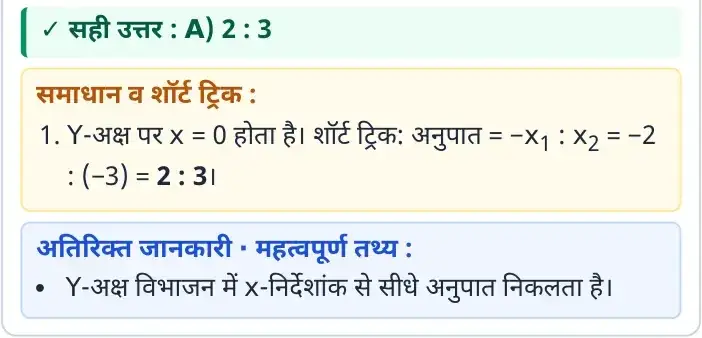 ✓ सही उत्तर : A) 2 : 3
समाधान व शॉर्ट ट्रिक :
1. Y-अक्ष पर x = 0 होता है। शॉर्ट ट्रिक: अनुपात = −x₁ : x₂ = −2
: (−3) = 2 : 3।
अतिरिक्त जानकारी · महत्वपूर्ण तथ्य :
• Y-अक्ष विभाजन में x-निर्देशांक से सीधे अनुपात निकलता है।